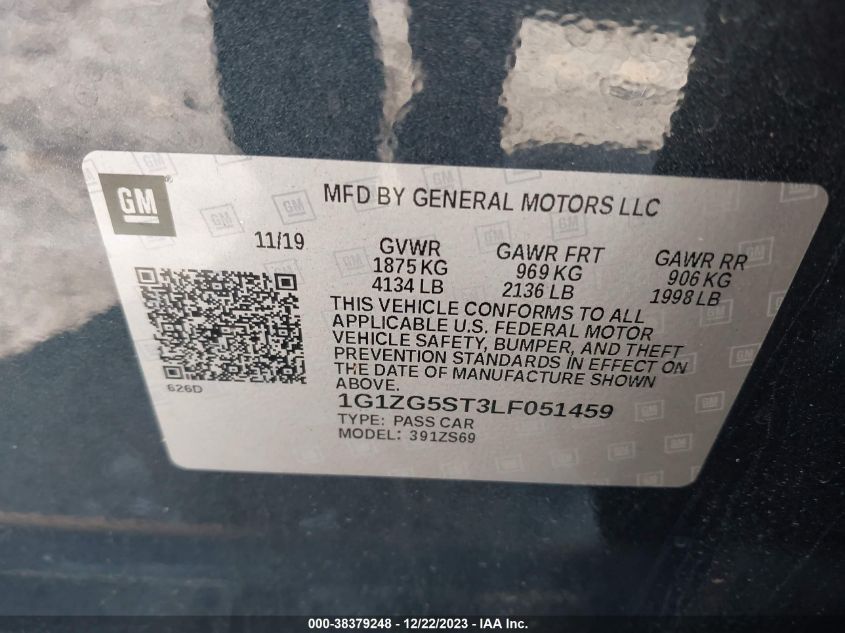 GM
MFD BY GENERAL MOTORS LLC
11/19
GVWR
1875 KG
4134 LB
GAWR FRT
969 KG
2136 LB
GAWR RR
906 KG
1998 LB
THIS VEHICLE CONFORMS TO ALL
APPLICABLE U.S. FEDERAL MOTOR
VEHICLE SAFETY, BUMPER, AND THEFT
PREVENTION STANDARDS IN EFFECT ON
THE DATE OF MANUFACTURE SHOWN
ABOVE.
626D
1G1ZG5ST3LF051459
TYPE: PASS CAR
MODEL: 391ZS69
000-38379248 - 12/22/2023 - IAA Inc.